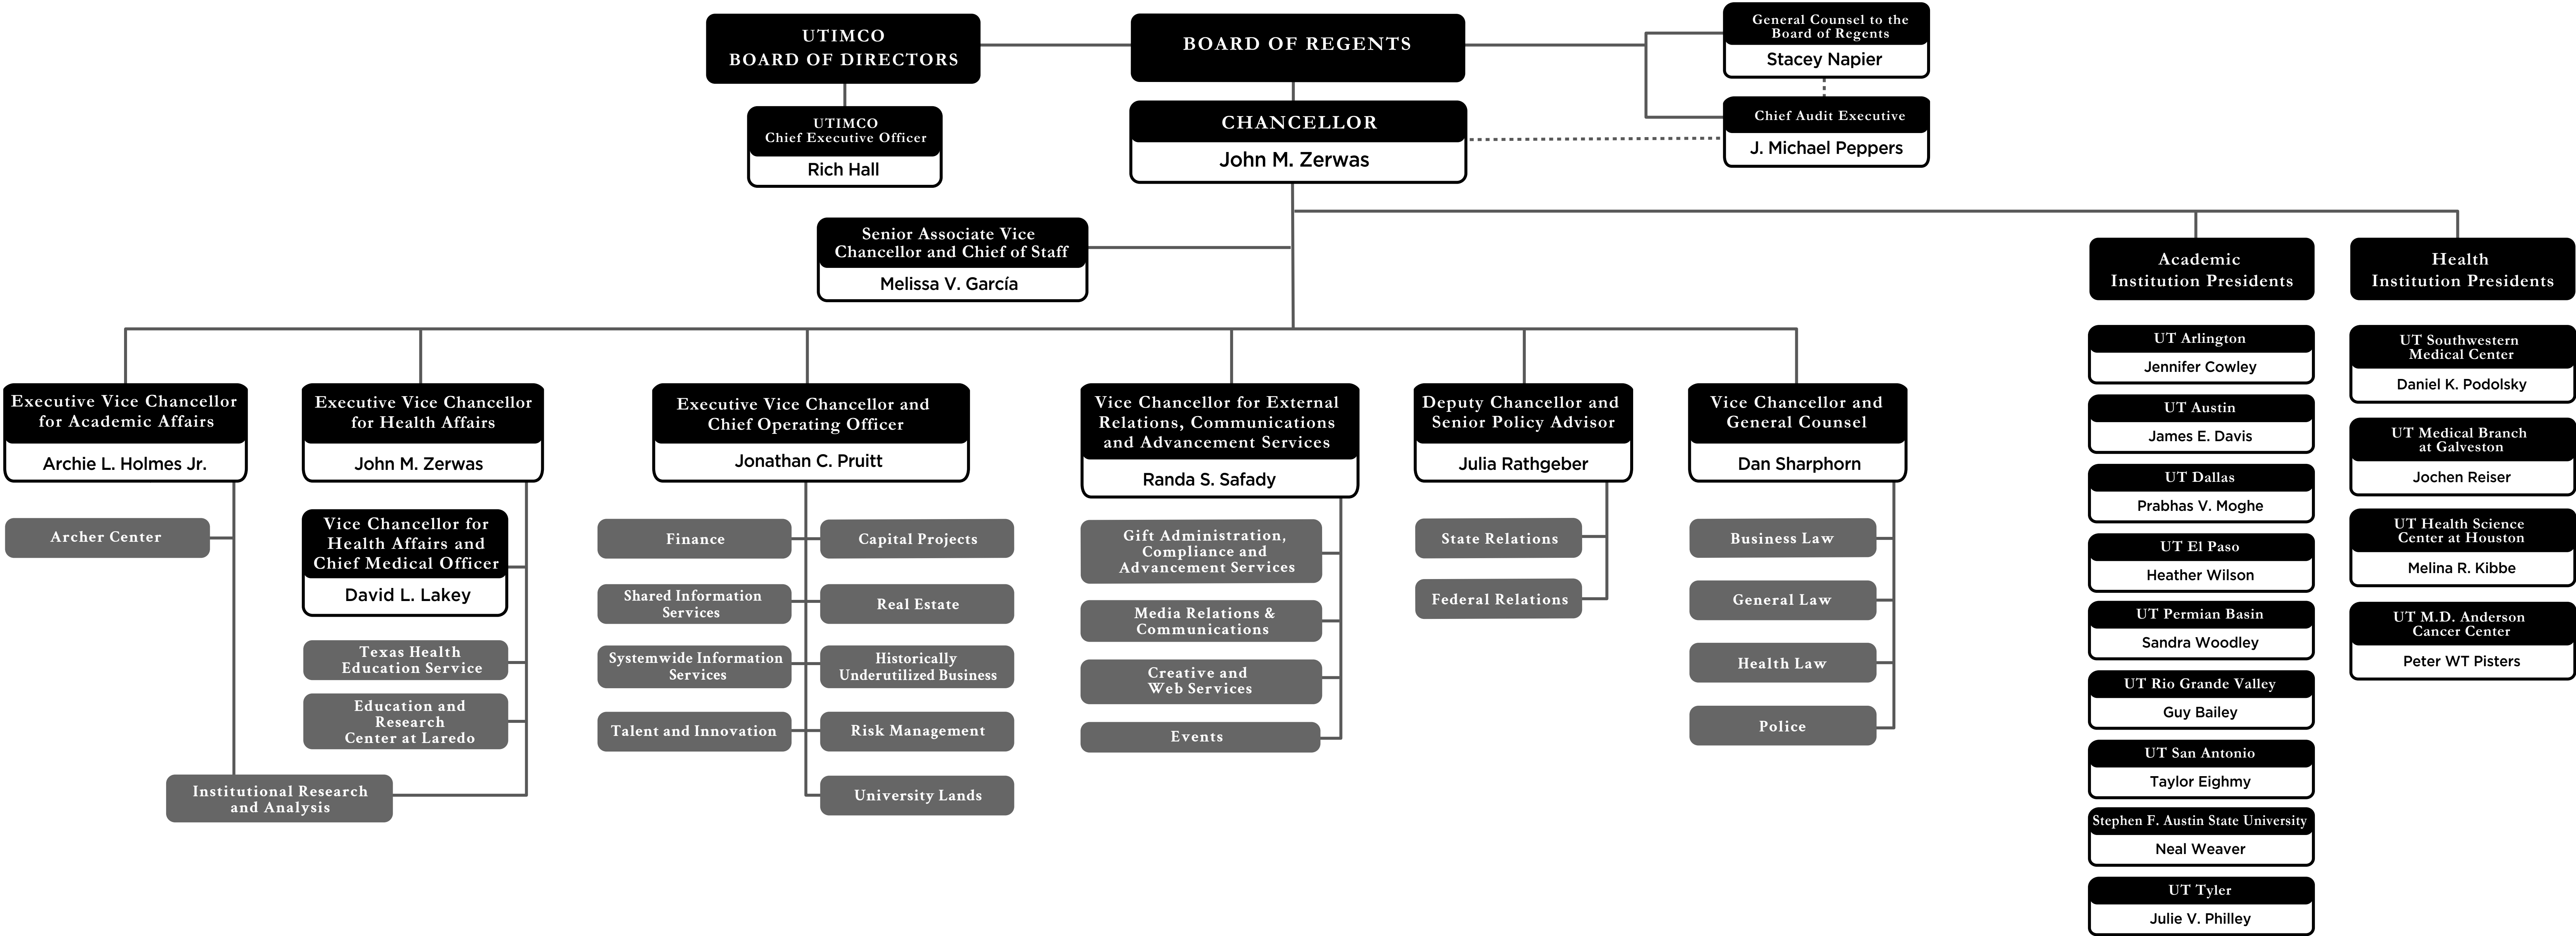 UTIMCO
BOARD OF DIRECTORS
BOARD OF REGENTS
General Counsel to the
Board of Regents
Stacey Napier
UTIMCO
Chief Executive Officer
Rich Hall
CHANCELLOR
John M. Zerwas
Chief Audit Executive
J. Michael Peppers
Senior Associate Vice
Chancellor and Chief of Staff
Melissa V. García
Executive Vice Chancellor
for Academic Affairs
Archie L. Holmes Jr.
Archer Center
Executive Vice Chancellor
for Health Affairs
John M. Zerwas
Vice Chancellor for
Health Affairs and
Chief Medical Officer
David L. Lakey
Texas Health
Education Service
Education and
Research
Center at Laredo
Institutional Research
and Analysis
Executive Vice Chancellor and
Chief Operating Officer
Jonathan C. Pruitt
Finance
Capital Projects
Shared Information
Services
Real Estate
Systemwide Information
Services
Historically
Underutilized Business
Talent and Innovation
Risk Management
University Lands
Vice Chancellor for External
Relations, Communications
and Advancement Services
Randa S. Safady
Gift Administration,
Compliance and
Advancement Services
Media Relations &
Communications
Creative and
Web Services
Events
Deputy Chancellor and
Senior Policy Advisor
Julia Rathgeber
State Relations
Federal Relations
Vice Chancellor and
General Counsel
Dan Sharphorn
Business Law
General Law
Health Law
Police
Academic
Institution Presidents
UT Arlington
Jennifer Cowley
UT Austin
James E. Davis
UT Dallas
Prabhas V. Moghe
UT El Paso
Heather Wilson
UT Permian Basin
Sandra Woodley
UT Rio Grande Valley
Guy Bailey
UT San Antonio
Taylor Eighmy
Stephen F. Austin State University
Neal Weaver
UT Tyler
Julie V. Philley
Health
Institution Presidents
UT Southwestern
Medical Center
Daniel K. Podolsky
UT Medical Branch
at Galveston
Jochen Reiser
UT Health Science
Center at Houston
Melina R. Kibbe
UT M.D. Anderson
Cancer Center
Peter WT Pisters